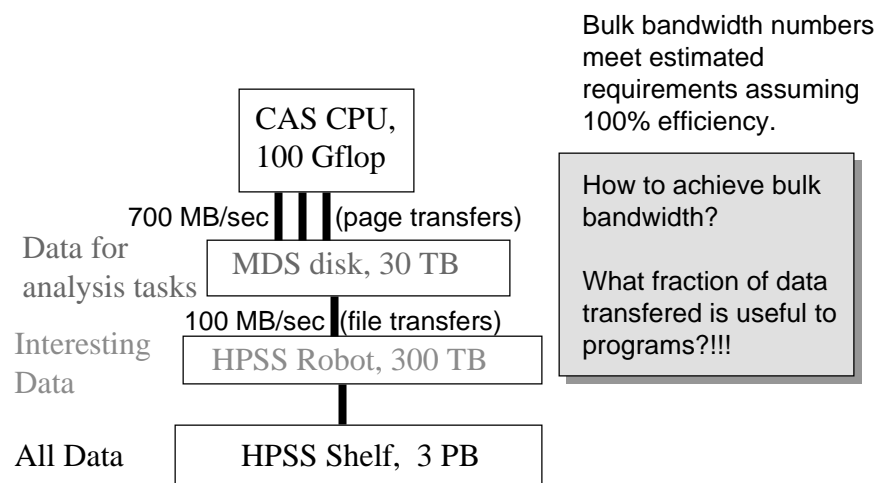 Bulk bandwidth numbers
meet estimated
requirements assuming
100% efficiency.
CAS CPU,
100 Gflop
700 MB/sec (page transfers)
Data for
analysis tasks
MDS disk, 30 TB
100 MB/sec (file transfers)
Interesting
Data
HPSS Robot, 300 TB
All Data
HPSS Shelf, 3 PB
How to achieve bulk
bandwidth?
What fraction of data
transfered is useful to
programs?!!!